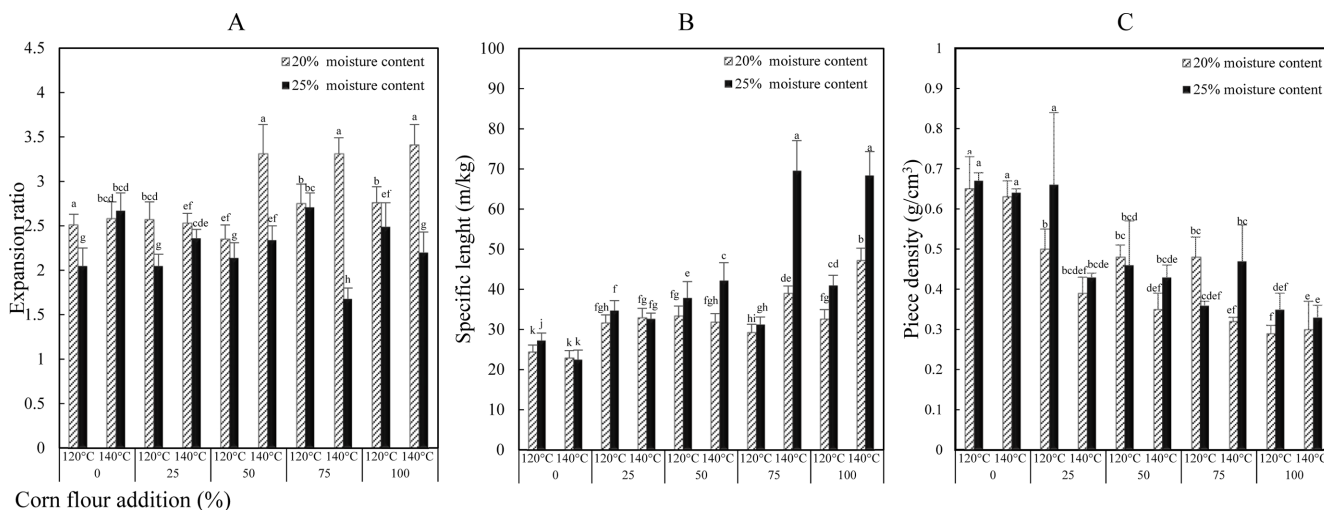 A
Expansion ratio
4.5
4
3.5
3
2.5
2
1.5
1
0.5
0
20% moisture content
25% moisture content
a g bcd bcd bcd g ef cde ef g a ef b bc a h b ef a g
120°C 140°C 120°C 140°C 120°C 140°C 120°C 140°C 120°C 140°C
0 25 50 75 100
Corn flour addition (%)
B
Specific lenght (m/kg)
100
90
80
70
60
50
40
30
20
10
0
20% moisture content
25% moisture content
k j k k fgh f fg fg fg e fgh c hi gh de a fg cd b a
120°C 140°C 120°C 140°C 120°C 140°C 120°C 140°C 120°C 140°C
0 25 50 75 100
C
Piece density (g/cm³)
1
0.9
0.8
0.7
0.6
0.5
0.4
0.3
0.2
0.1
0
20% moisture content
25% moisture content
a a a a b a bcdef bcde bc bcd def bcde bc cdef ef bc f def e e
120°C 140°C 120°C 140°C 120°C 140°C 120°C 140°C 120°C 140°C
0 25 50 75 100